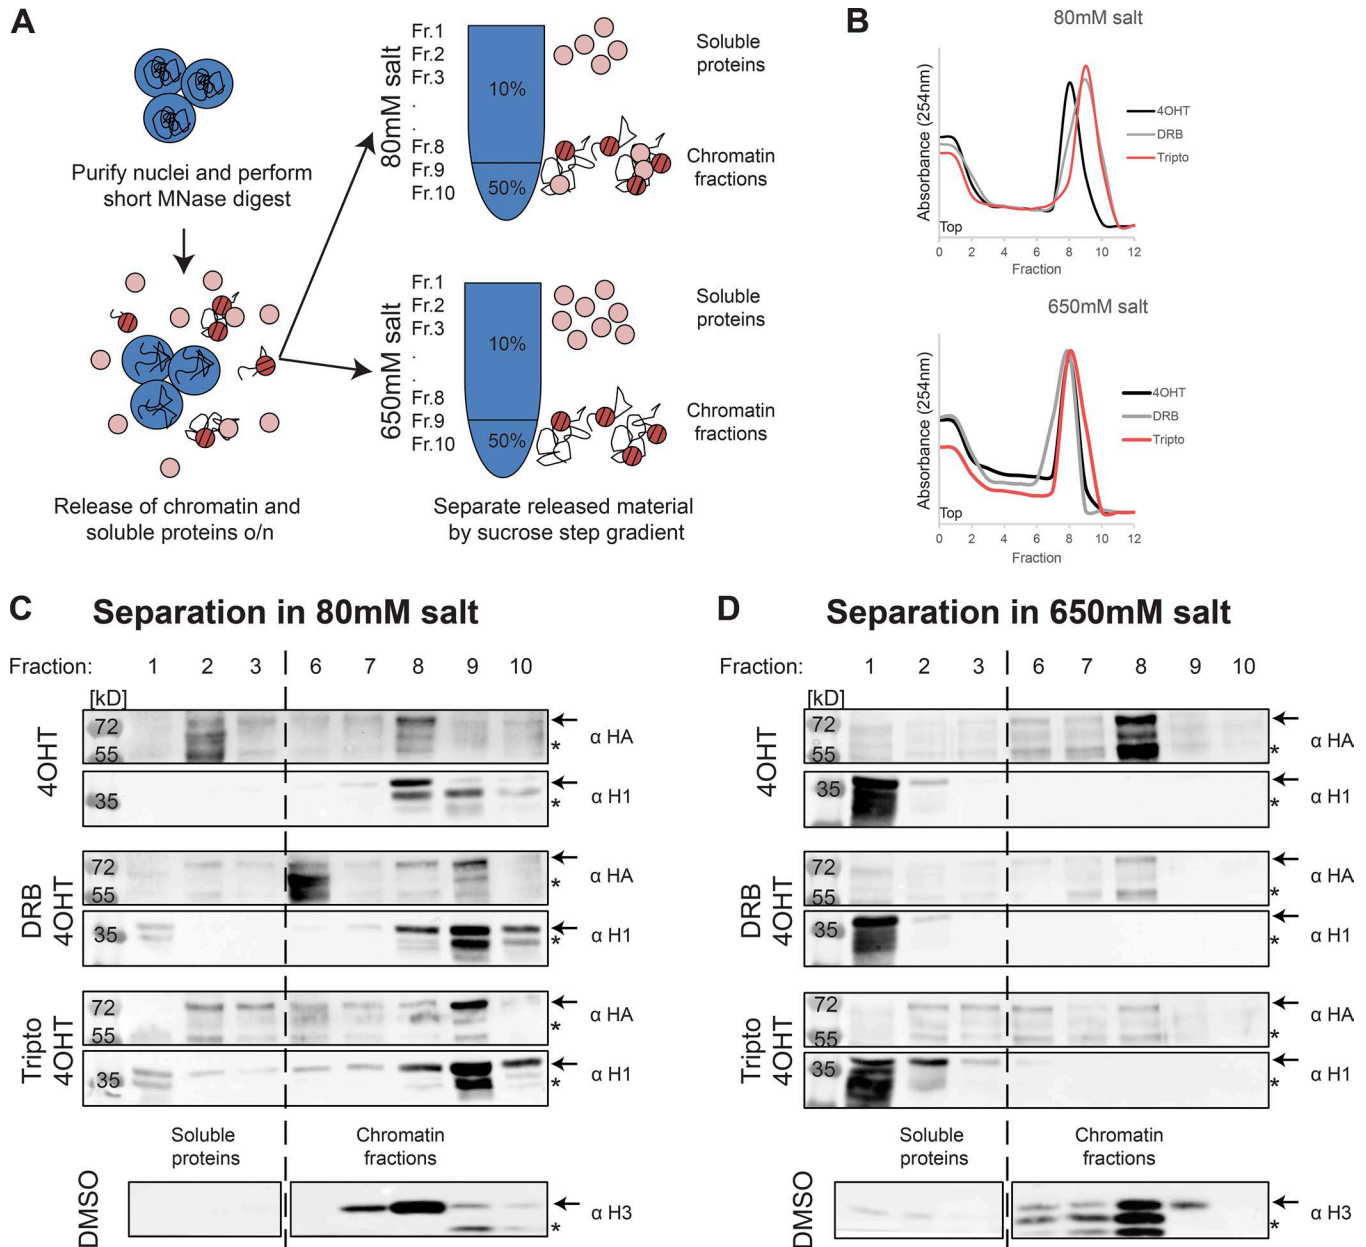 A
Purify nuclei and perform
short MNase digest
Release of chromatin and
soluble proteins o/n
80mM salt
Fr.1
Fr.2
Fr.3
.
.
Fr.8
Fr.9
Fr.10
10%
50%
Soluble
proteins
Chromatin
fractions
650mM salt
Fr.1
Fr.2
Fr.3
.
.
Fr.8
Fr.9
Fr.10
10%
50%
Soluble
proteins
Chromatin
fractions
Separate released material
by sucrose step gradient
B
80mM salt
Absorbance (254nm)
4OHT
DRB
Tripto
Top
0 2 4 6 8 10 12
Fraction
650mM salt
Absorbance (254nm)
4OHT
DRB
Tripto
Top
0 2 4 6 8 10 12
Fraction
C Separation in 80mM salt
Fraction: 1 2 3 6 7 8 9 10
[kD]
4OHT
72
55
* α HA
35
* α H1
DRB
4OHT
72
55
* α HA
35
* α H1
Tripto
4OHT
72
55
* α HA
35
* α H1
Soluble
proteins
Chromatin
fractions
DMSO
* α H3
D Separation in 650mM salt
Fraction: 1 2 3 6 7 8 9 10
[kD]
4OHT
72
55
* α HA
35
* α H1
DRB
4OHT
72
55
* α HA
35
* α H1
Tripto
4OHT
72
55
* α HA
35
* α H1
Soluble
proteins
Chromatin
fractions
DMSO
* α H3